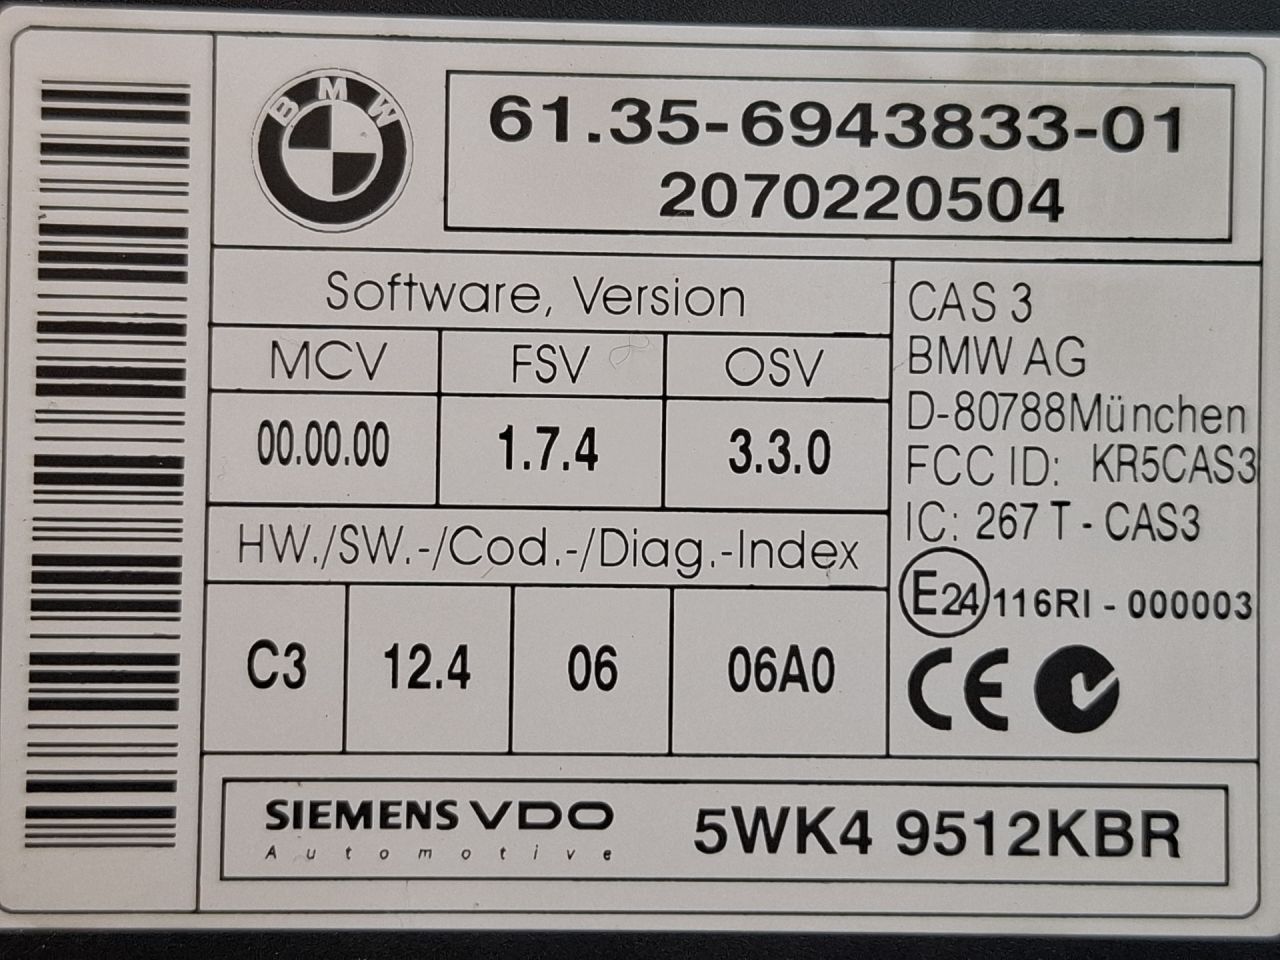 BMW
61.35-6943833-01
2070220504
Software, Version
MCV FSV OSV
00.00.00 1.7.4 3.3.0
HW./SW.-/Cod.-/Diag.-Index
C3 12.4 06 06A0
CAS 3
BMW AG
D-80788München
FCC ID: KR5CAS3
IC: 267 T - CAS3
E24 116RI - 000003
CE
SIEMENS VDO
Automotive
5WK4 9512KBR